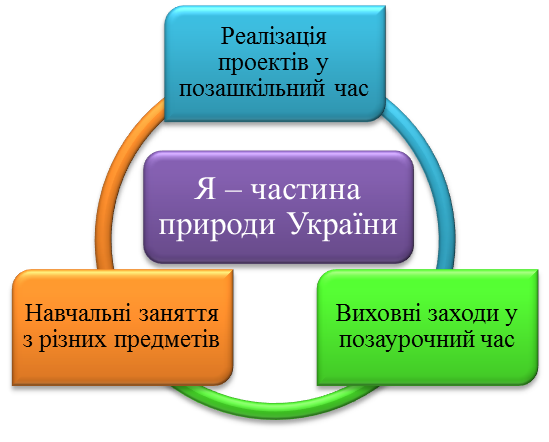 Реалізація
проектів у
позашкільний час
Я – частина
природи України
Навчальні заняття
з різних предметів
Виховні заходи у
позаурочний час